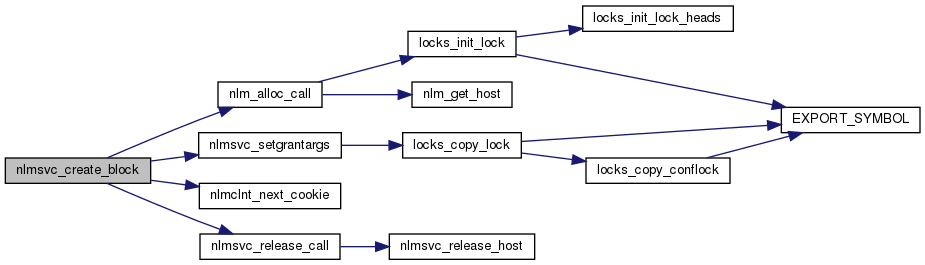 locks_init_lock_heads
locks_init_lock
nlm_alloc_call
nlm_get_host
EXPORT_SYMBOL
nlmsvc_setgrantargs
locks_copy_lock
nlmsvc_create_block
locks_copy_conflock
nlmclnt_next_cookie
nlmsvc_release_call
nlmsvc_release_host